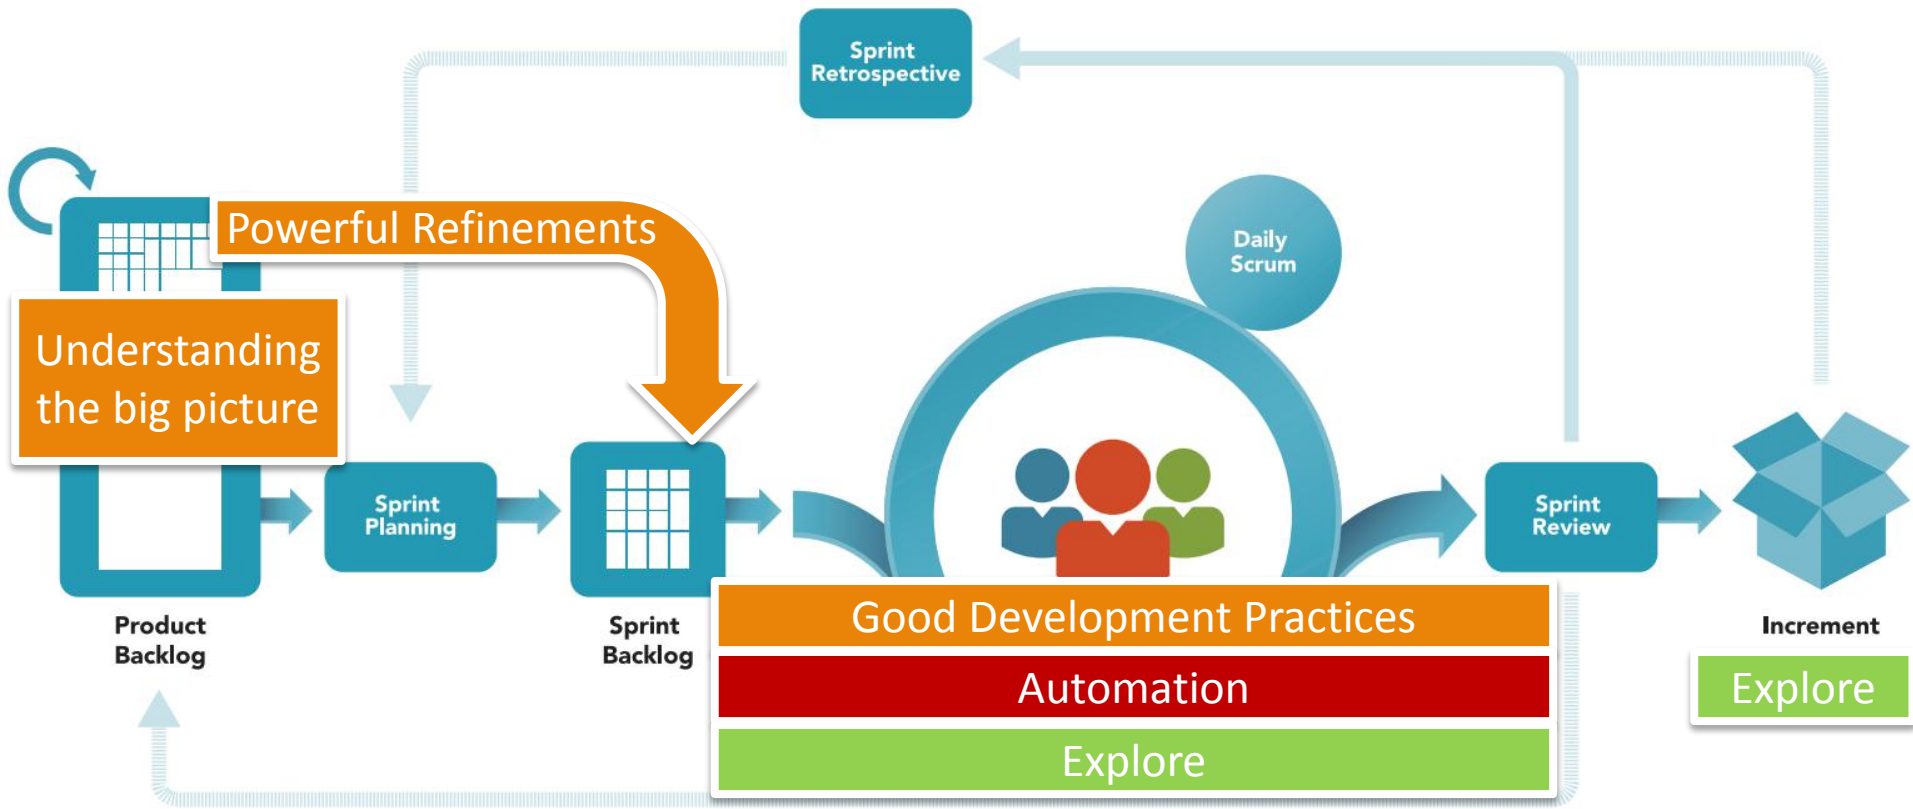 Sprint
Retrospective
Powerful Refinements
Daily
Scrum
Understanding
the big picture
Sprint
Planning
Sprint
Review
Product
Backlog
Sprint
Backlog
Good Development Practices
Automation
Explore
Increment
Explore